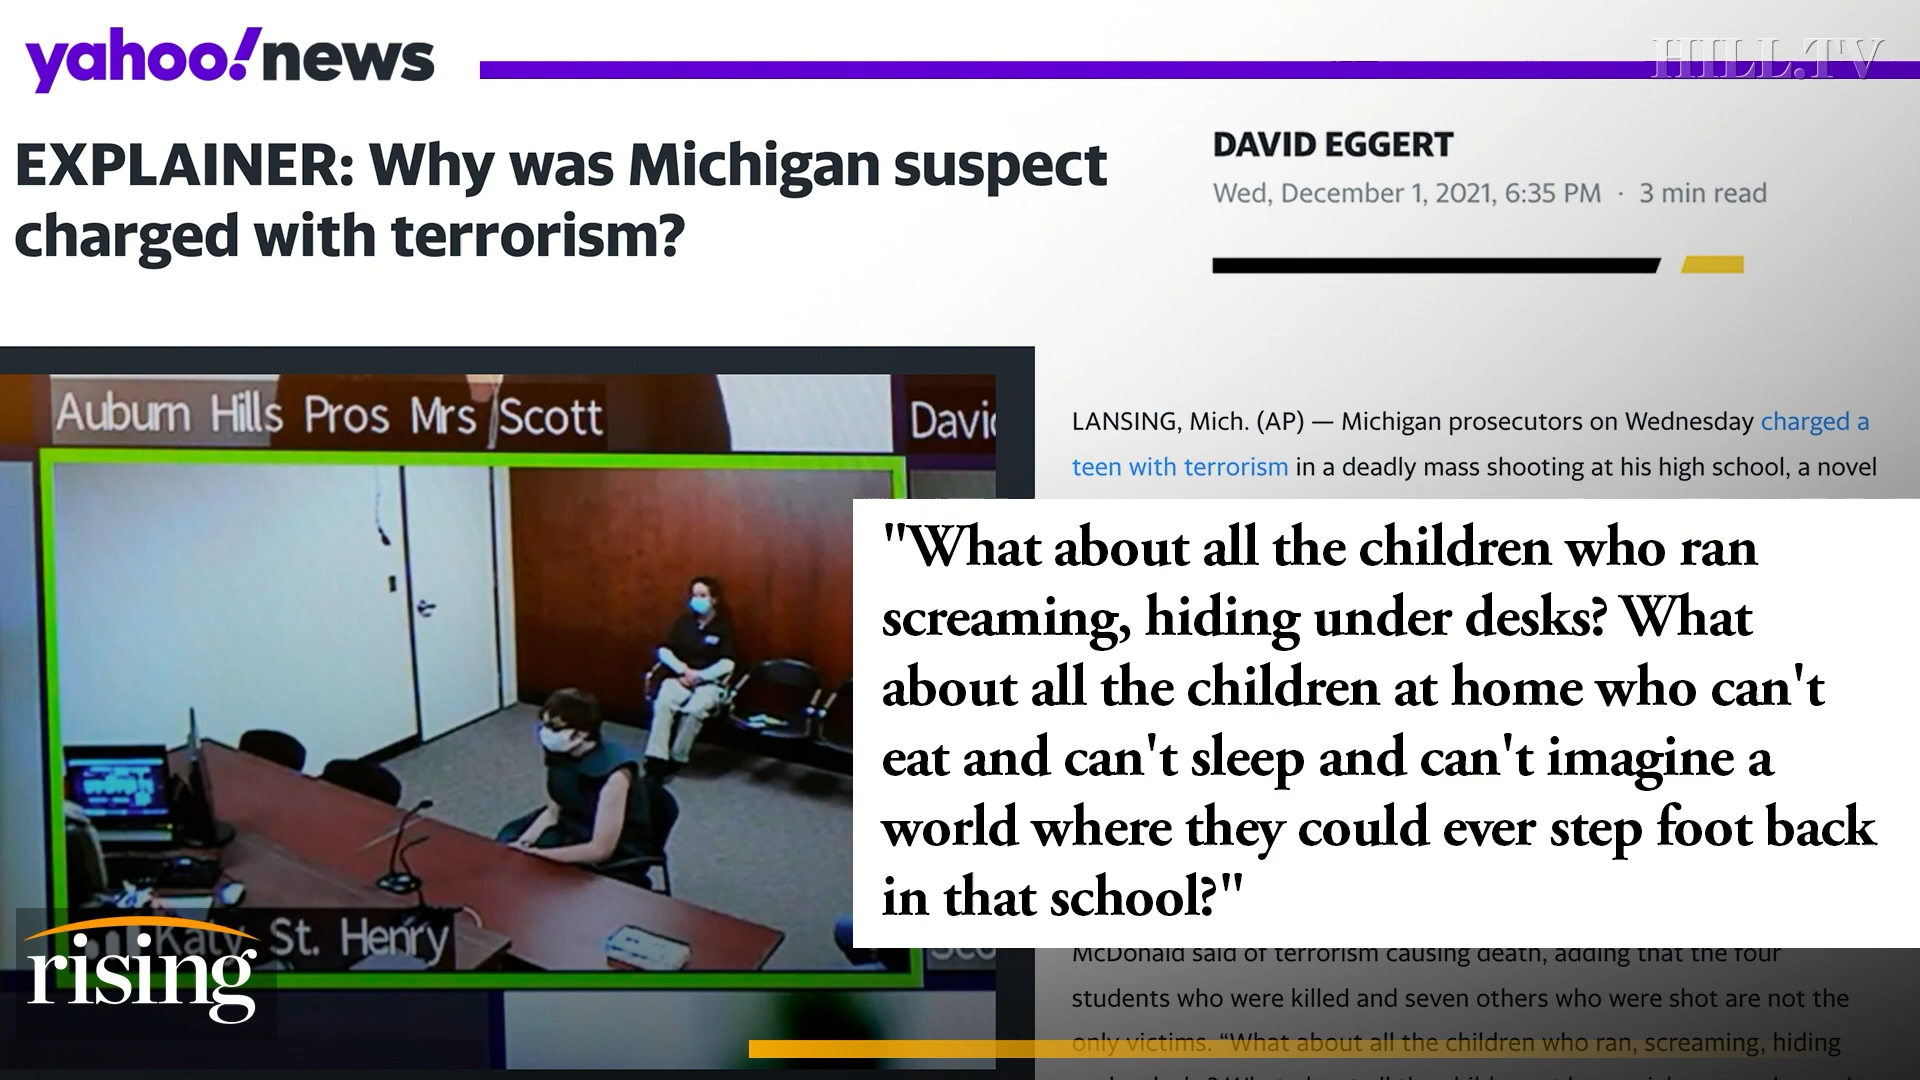 yahoo!news
HILL.TV
EXPLAINER: Why was Michigan suspect
charged with terrorism?
DAVID EGGERT
Wed, December 1, 2021, 6:35 PM · 3 min read
Auburn Hills Pros Mrs Scott
Davi
LANSING, Mich. (AP) — Michigan prosecutors on Wednesday charged a
teen with terrorism in a deadly mass shooting at his high school, a novel
"What about all the children who ran
screaming, hiding under desks? What
about all the children at home who can't
eat and can't sleep and can't imagine a
world where they could ever step foot back
in that school?"
Katy St. Henry
Sco
rising
McDonald said of terrorism causing death, adding that the four
students who were killed and seven others who were shot are not the
only victims. “What about all the children who ran, screaming, hiding